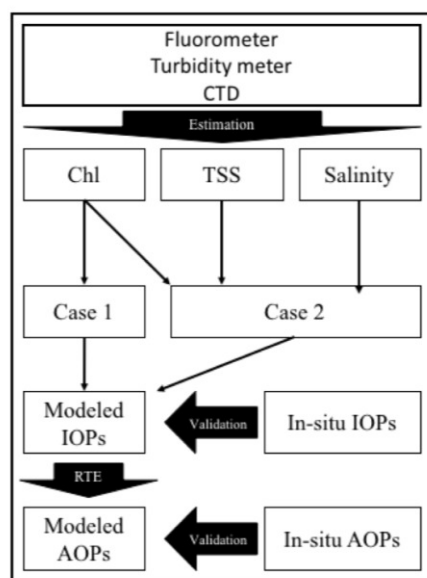 Fluorometer
Turbidity meter
CTD
Estimation
Chl
TSS
Salinity
Case 1
Case 2
Modeled
IOPs
Validation
In-situ IOPs
RTE
Modeled
AOPs
Validation
In-situ AOPs